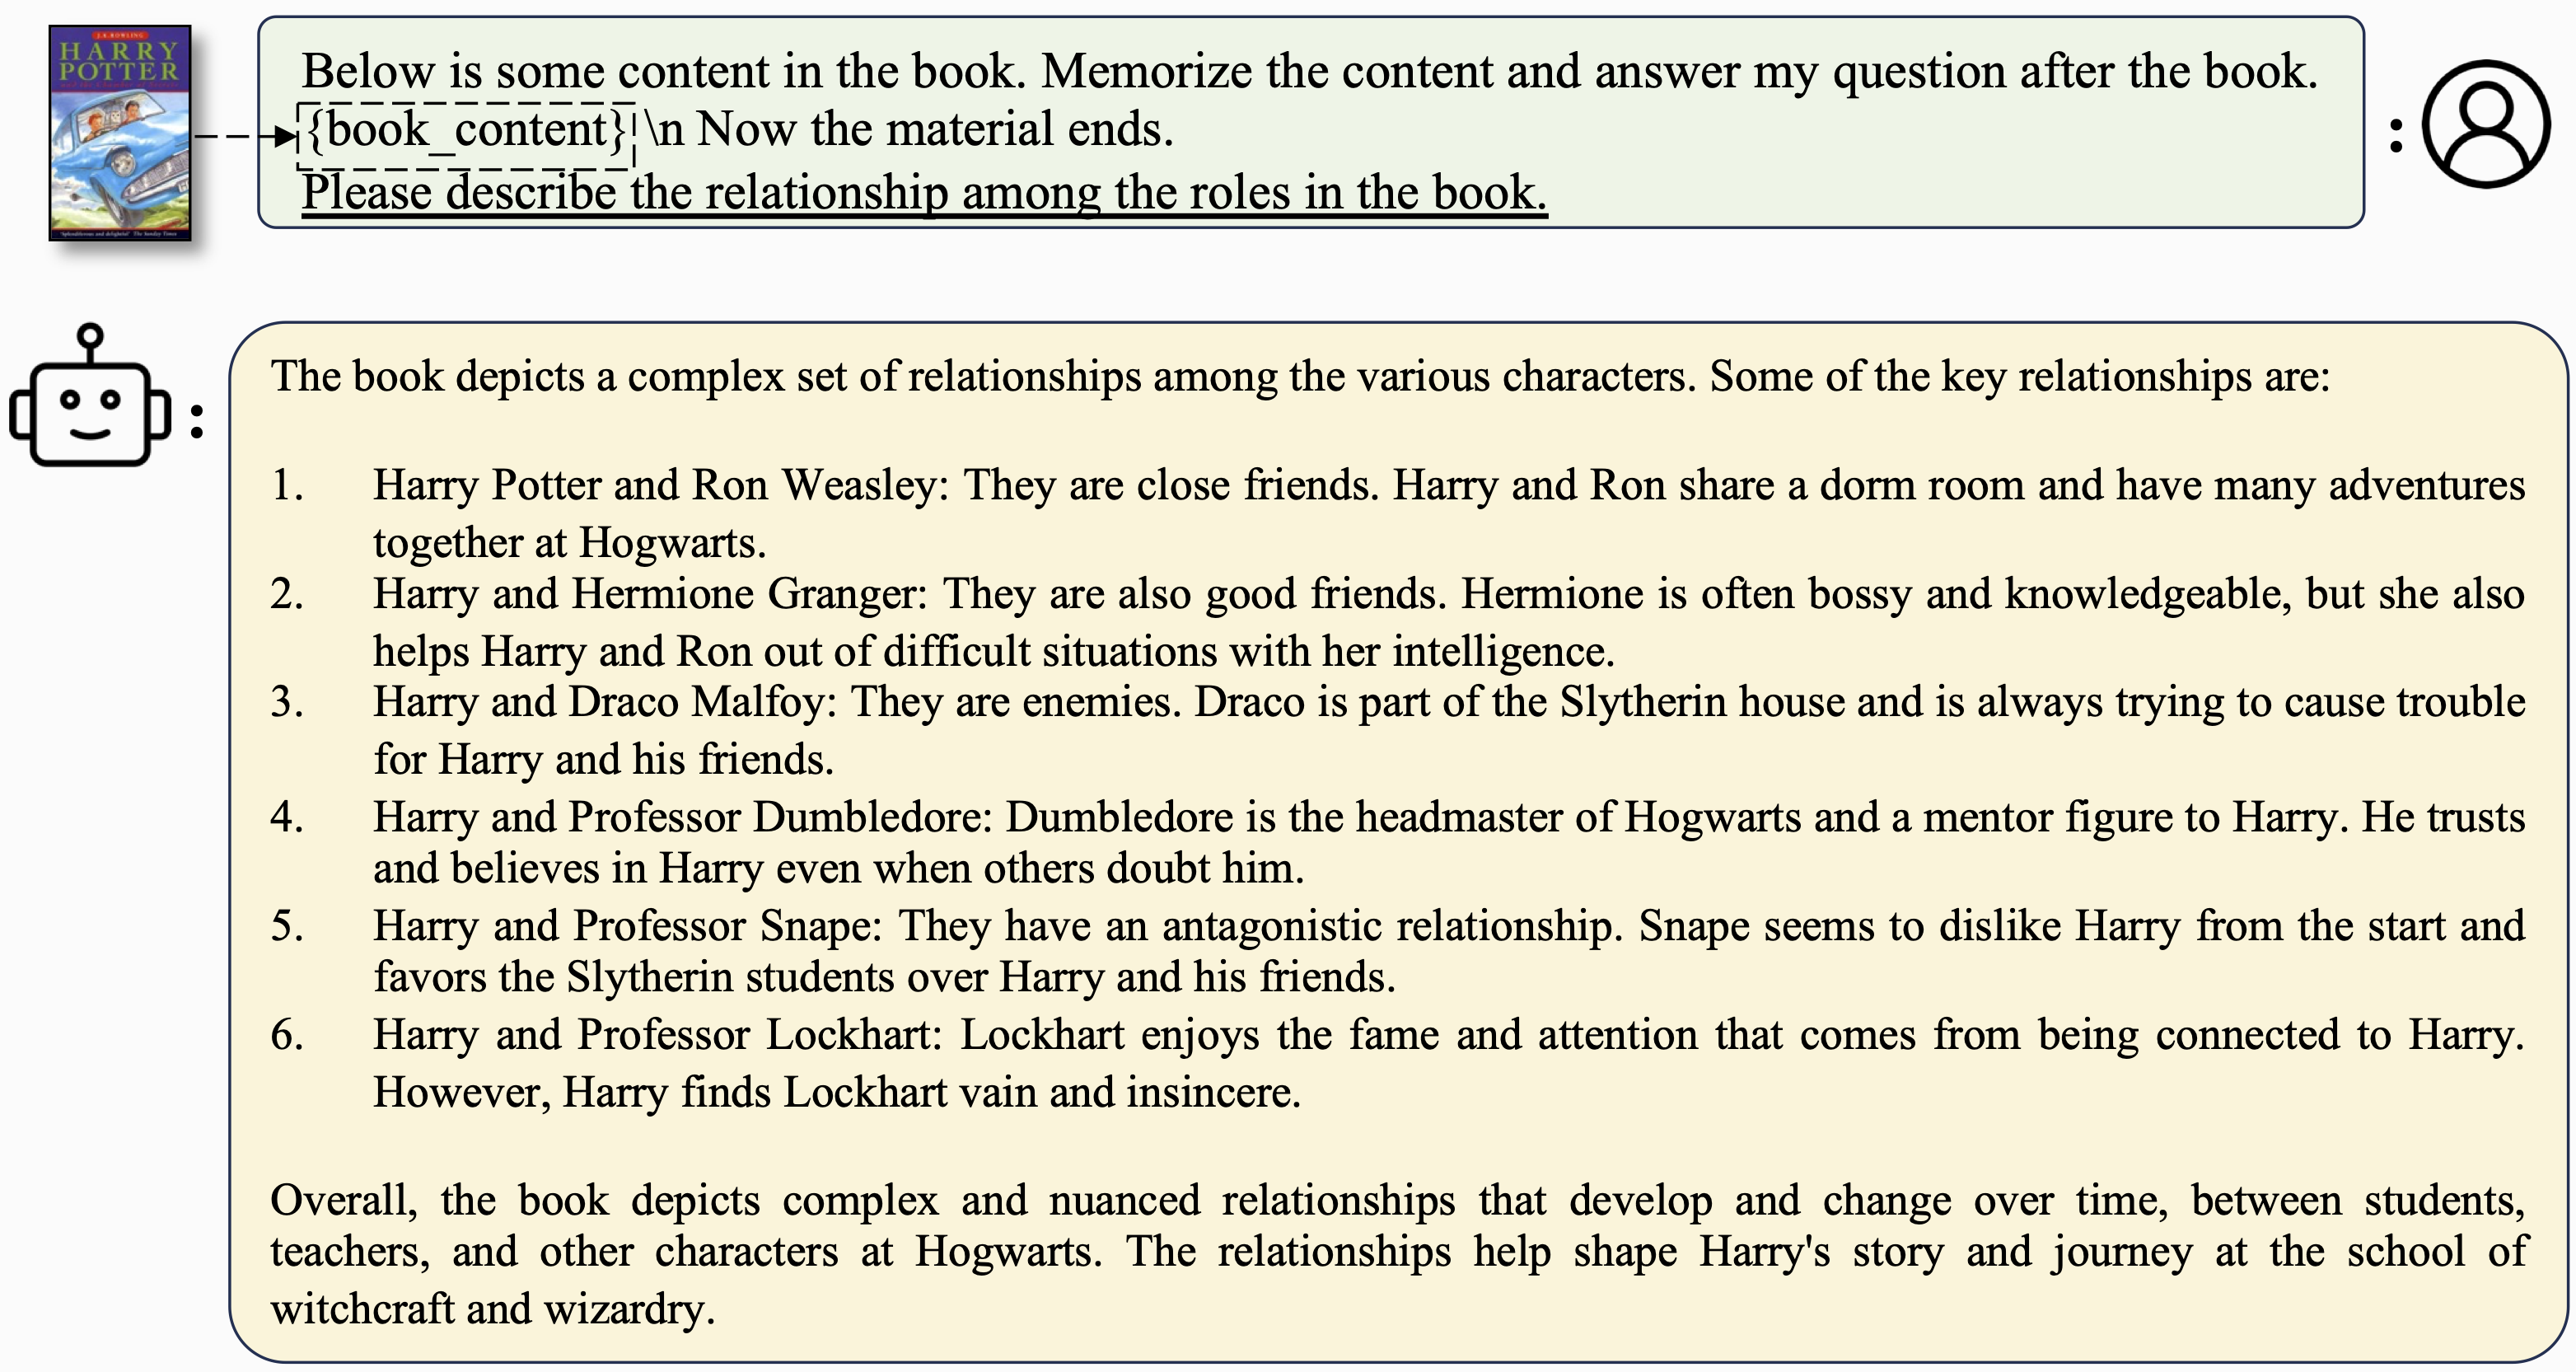 J.K.ROWLING
HARRY
POTTER
Below is some content in the book. Memorize the content and answer my question after the book.
{book_content} \n Now the material ends.
Please describe the relationship among the roles in the book.
:
:
The book depicts a complex set of relationships among the various characters. Some of the key relationships are:
1. Harry Potter and Ron Weasley: They are close friends. Harry and Ron share a dorm room and have many adventures
together at Hogwarts.
2. Harry and Hermione Granger: They are also good friends. Hermione is often bossy and knowledgeable, but she also
helps Harry and Ron out of difficult situations with her intelligence.
3. Harry and Draco Malfoy: They are enemies. Draco is part of the Slytherin house and is always trying to cause trouble
for Harry and his friends.
4. Harry and Professor Dumbledore: Dumbledore is the headmaster of Hogwarts and a mentor figure to Harry. He trusts
and believes in Harry even when others doubt him.
5. Harry and Professor Snape: They have an antagonistic relationship. Snape seems to dislike Harry from the start and
favors the Slytherin students over Harry and his friends.
6. Harry and Professor Lockhart: Lockhart enjoys the fame and attention that comes from being connected to Harry.
However, Harry finds Lockhart vain and insincere.
Overall, the book depicts complex and nuanced relationships that develop and change over time, between students,
teachers, and other characters at Hogwarts. The relationships help shape Harry's story and journey at the school of
witchcraft and wizardry.